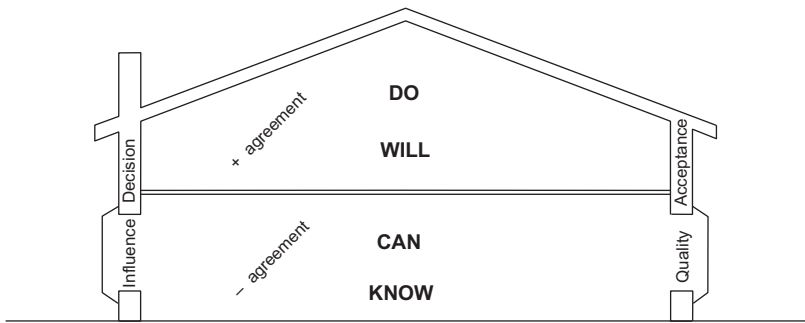 DO
+ agreement
WILL
Decision
Acceptance
– agreement
CAN
Influence
Quality
KNOW